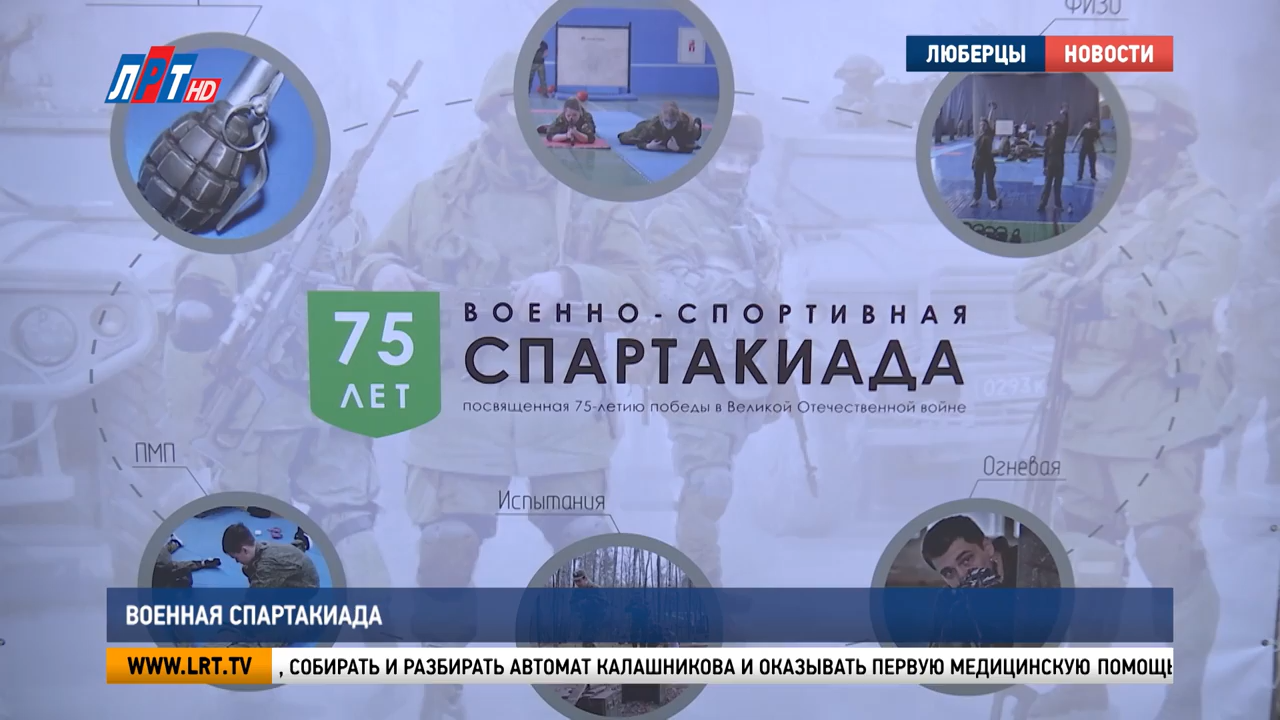 ФИЗО
ЛРТ HD
ЛЮБЕРЦЫ НОВОСТИ
75
ЛЕТ
ВОЕННО-СПОРТИВНАЯ
СПАРТАКИАДА
посвященная 75-летию победы в Великой Отечественной войне
0293
ПМП
Испытания
Огневая
ВОЕННАЯ СПАРТАКИАДА
WWW.LRT.TV , СОБИРАТЬ И РАЗБИРАТЬ АВТОМАТ КАЛАШНИКОВА И ОКАЗЫВАТЬ ПЕРВУЮ МЕДИЦИНСКУЮ ПОМОЩЬ